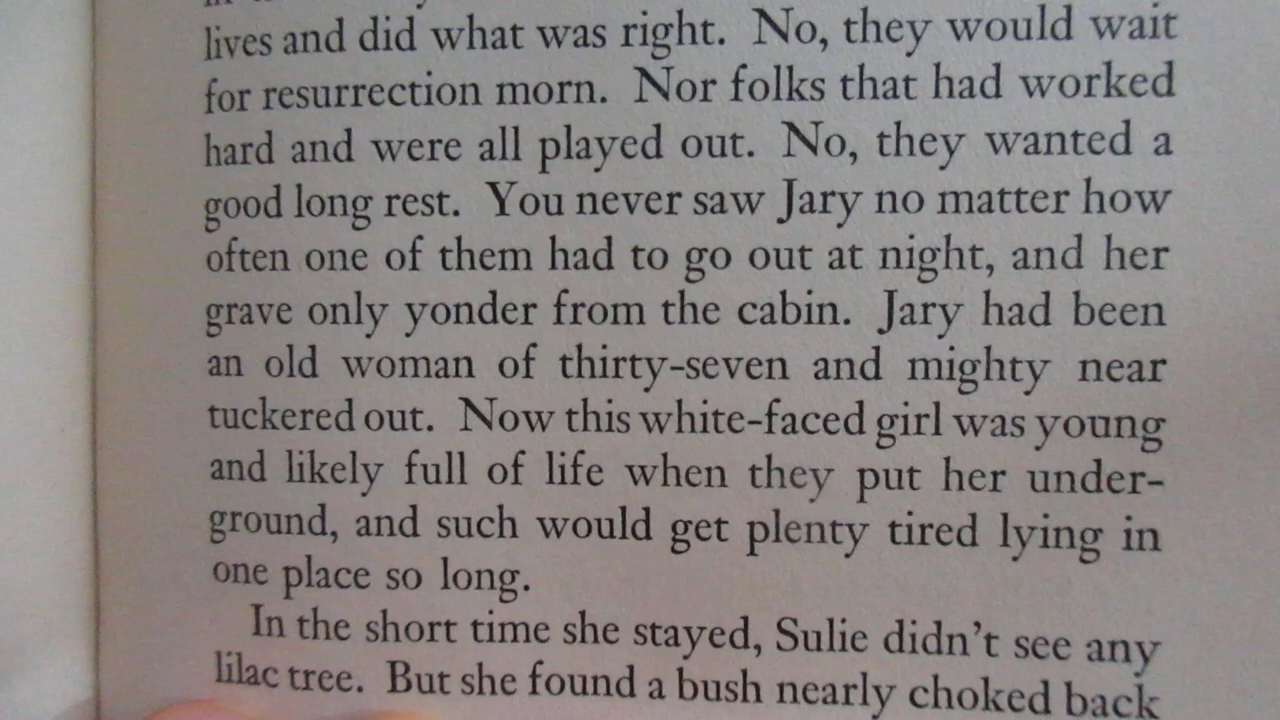 lives and did what was right. No, they would wait
for resurrection morn. Nor folks that had worked
hard and were all played out. No, they wanted a
good long rest. You never saw Jary no matter how
often one of them had to go out at night, and her
grave only yonder from the cabin. Jary had been
an old woman of thirty-seven and mighty near
tuckered out. Now this white-faced girl was young
and likely full of life when they put her under-
ground, and such would get plenty tired lying in
one place so long.
In the short time she stayed, Sulie didn't see any
lilac tree. But she found a bush nearly choked back